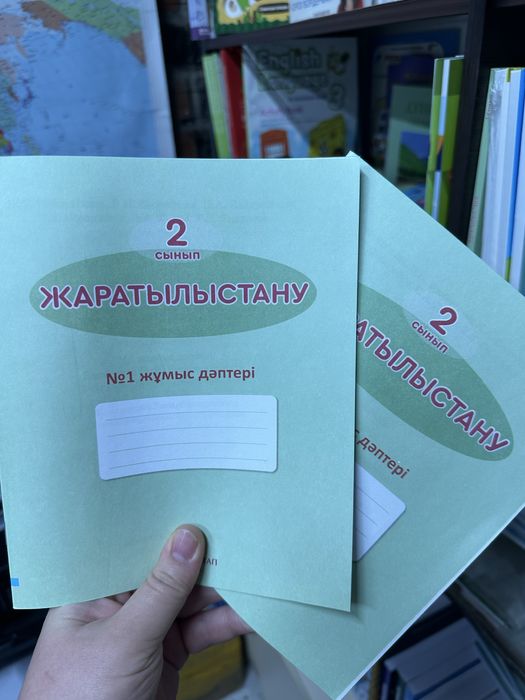 2
СЫНЫП
ЖАРАТЫЛЫСТАНУ
№1 жұмыс дәптері
2
СЫНЫП
АТЫЛЫСТАНУ
дәптері
English